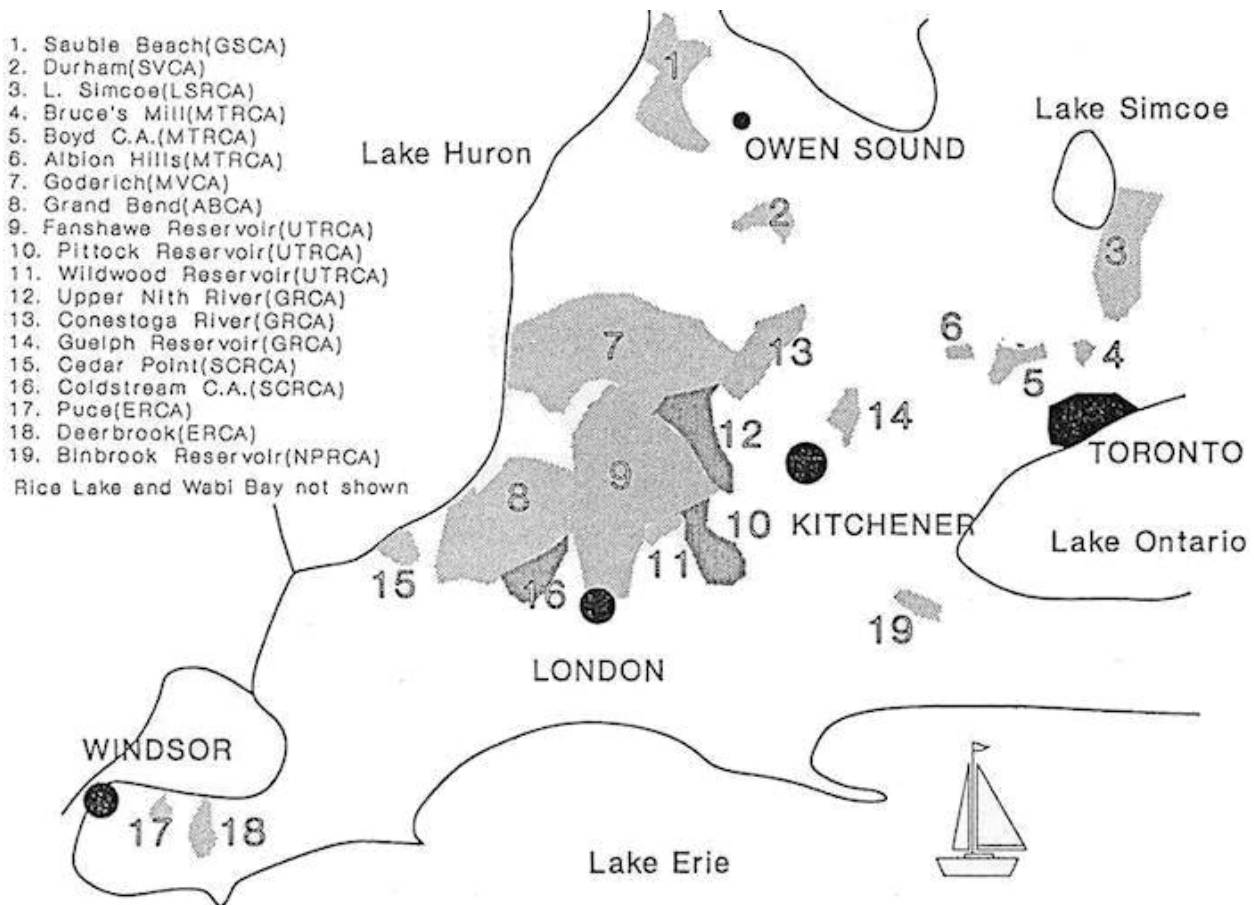 1. Sauble Beach(GSCA)
2. Durham(SVCA)
3. L. Simcoe(LSRCA)
4. Bruce's Mill(MTRCA)
5. Boyd C.A.(MTRCA)
6. Albion Hills(MTRCA)
7. Goderich(MVCA)
8. Grand Bend(ABCA)
9. Fanshawe Reservoir(UTRCA)
10. Pittock Reservoir(UTRCA)
11. Wildwood Reservoir(UTRCA)
12. Upper Nith River(GRCA)
13. Conestoga River(GRCA)
14. Guelph Reservoir(GRCA)
15. Cedar Point(SCRCA)
16. Coldstream C.A.(SCRCA)
17. Puce(ERCA)
18. Deerbrook(ERCA)
19. Binbrook Reservoir(NPRCA)
Rice Lake and Wabi Bay not shown
1
Lake Simcoe
Lake Huron
OWEN SOUND
2
3
7
13
6
5
4
14
12
TORONTO
9
8
10
KITCHENER
Lake Ontario
15
16
11
19
LONDON
WINDSOR
17
18
Lake Erie